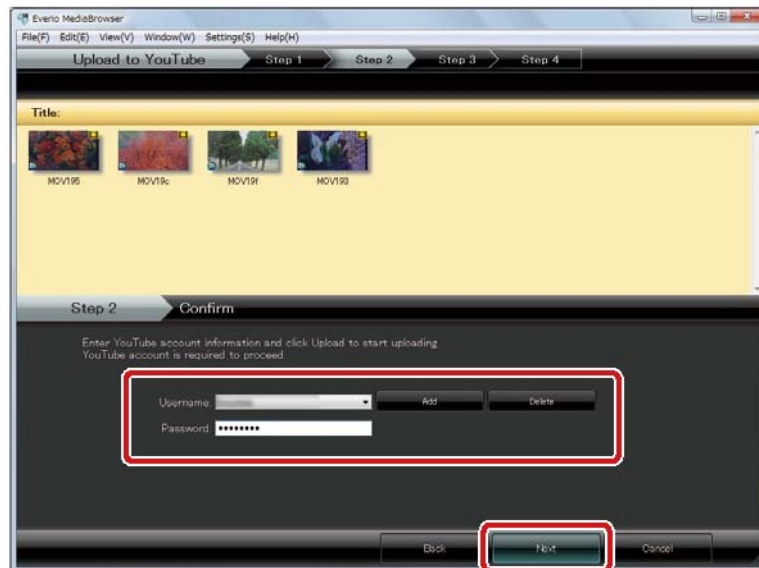 Everio MediaBrowser
File(F) Edit(E) View(V) Window(W) Settings(S) Help(H)
Upload to YouTube Step 1 Step 2 Step 3 Step 4
Title:
MOV195 MOV19c MOV19f MOV193
Step 2 Confirm
Enter YouTube account information and click Upload to start uploading
YouTube account is required to proceed.
Username: Add Delete
Password: ••••••••
Back Next Cancel